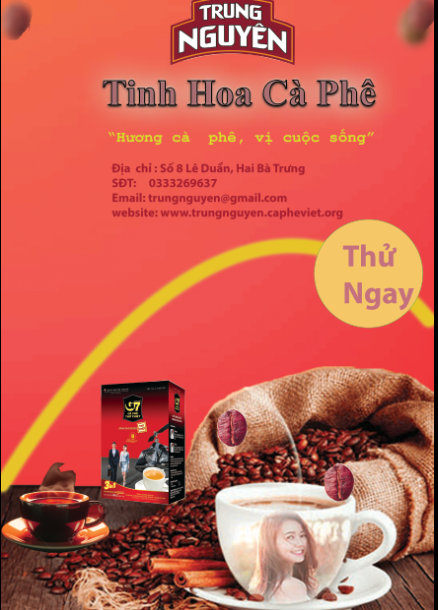 TRUNG
NGUYÊN
Tinh Hoa Cà Phê
"Hương cà phê, vị cuộc sống"
Địa chỉ : Số 8 Lê Duẩn, Hai Bà Trưng
SĐT: 0333269637
Email: trungnguyen@gmail.com
website: www.trungnguyen.capheviet.org
Thử
Ngay
G7
3in1